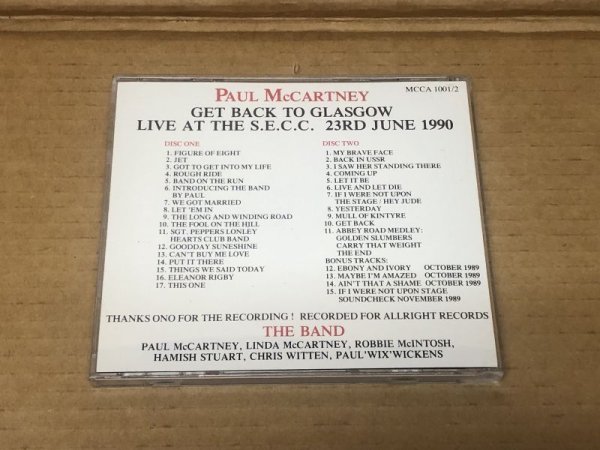 PAUL McCARTNEY
MCCA 1001/2
GET BACK TO GLASGOW
LIVE AT THE S.E.C.C. 23RD JUNE 1990
DISC ONE
1. FIGURE OF EIGHT
2. JET
3. GOT TO GET INTO MY LIFE
4. ROUGH RIDE
5. BAND ON THE RUN
6. INTRODUCING THE BAND
BY PAUL
7. WE GOT MARRIED
8. LET 'EM IN
9. THE LONG AND WINDING ROAD
10. THE FOOL ON THE HILL
11. SGT. PEPPERS LONLEY
HEARTS CLUB BAND
12. GOODDAY SUNESHINE
13. CAN'T BUY ME LOVE
14. PUT IT THERE
15. THINGS WE SAID TODAY
16. ELEANOR RIGBY
17. THIS ONE
DISC TWO
1. MY BRAVE FACE
2. BACK IN USSR
3. I SAW HER STANDING THERE
4. COMING UP
5. LET IT BE
6. LIVE AND LET DIE
7. IF I WERE NOT UPON
THE STAGE / HEY JUDE
8. YESTERDAY
9. MULL OF KINTYRE
10. GET BACK
11. ABBEY ROAD MEDLEY:
GOLDEN SLUMBERS
CARRY THAT WEIGHT
THE END
BONUS TRACKS:
12. EBONY AND IVORY OCTOBER 1989
13. MAYBE I'M AMAZED OCTOBER 1989
14. AIN'T THAT A SHAME OCTOBER 1989
15. IF I WERE NOT UPON STAGE
SOUNDCHECK NOVEMBER 1989
THANKS ONO FOR THE RECORDING! RECORDED FOR ALLRIGHT RECORDS
THE BAND
PAUL McCARTNEY, LINDA McCARTNEY, ROBBIE McINTOSH,
HAMISH STUART, CHRIS WITTEN, PAUL'WIX'WICKENS